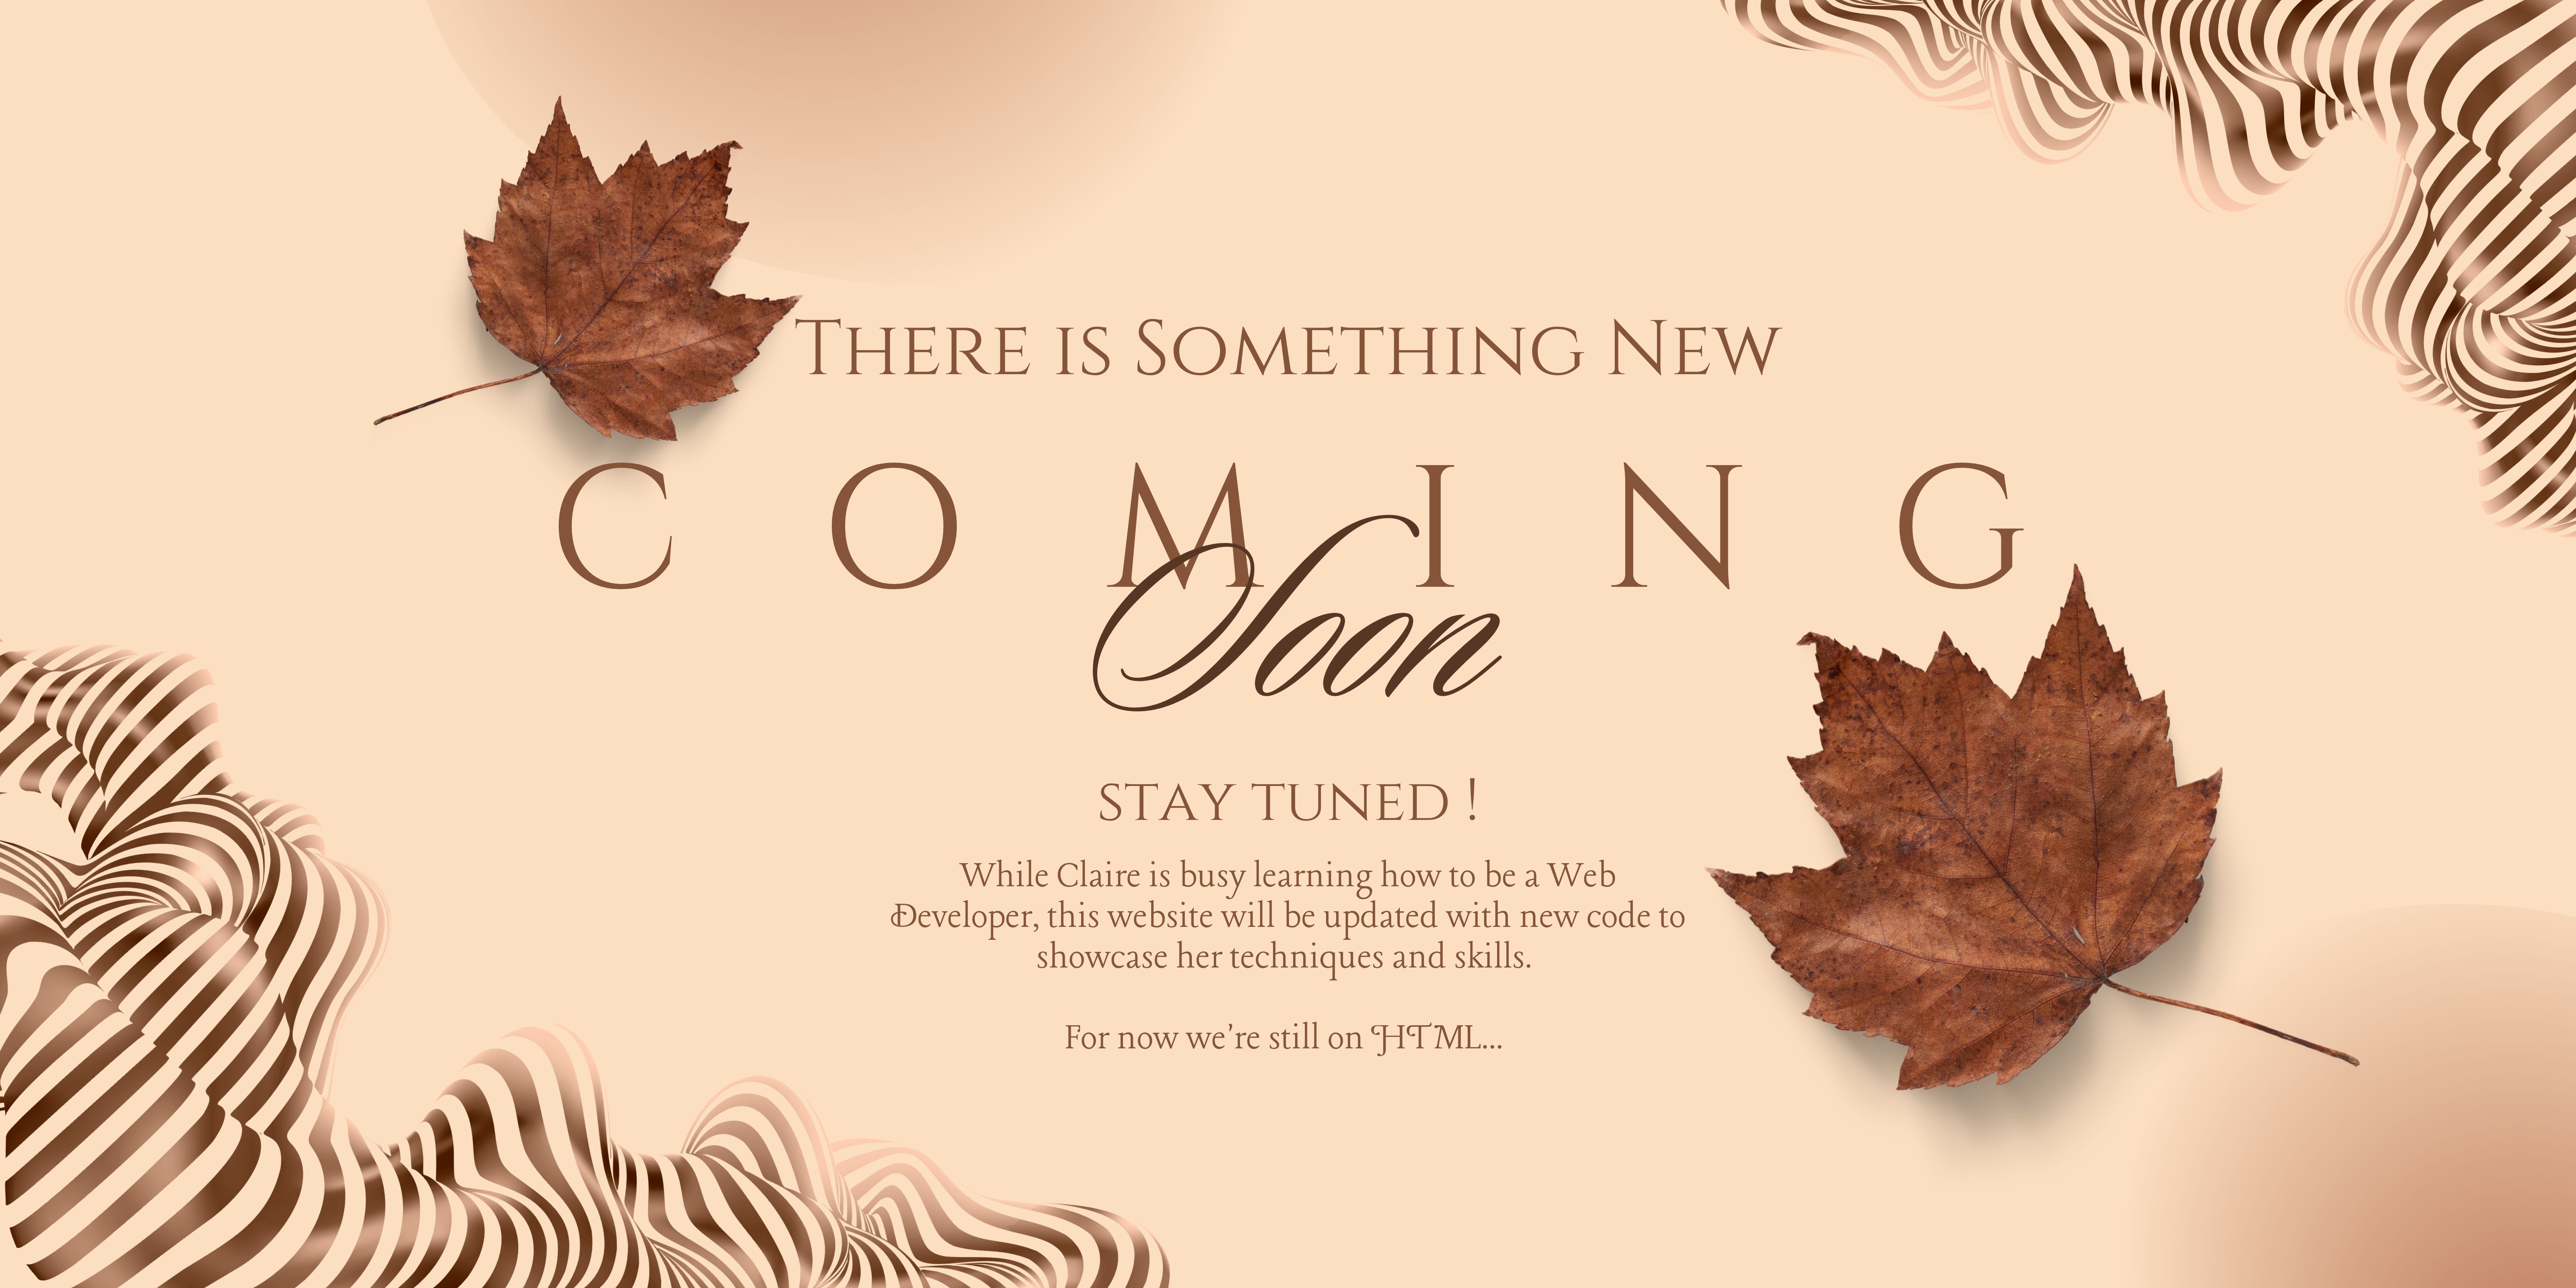 There is Something New
COMING
Soon
STAY TUNED !
While Claire is busy learning how to be a Web
Developer, this website will be updated with new code to
showcase her techniques and skills.
For now we're still on HTML...